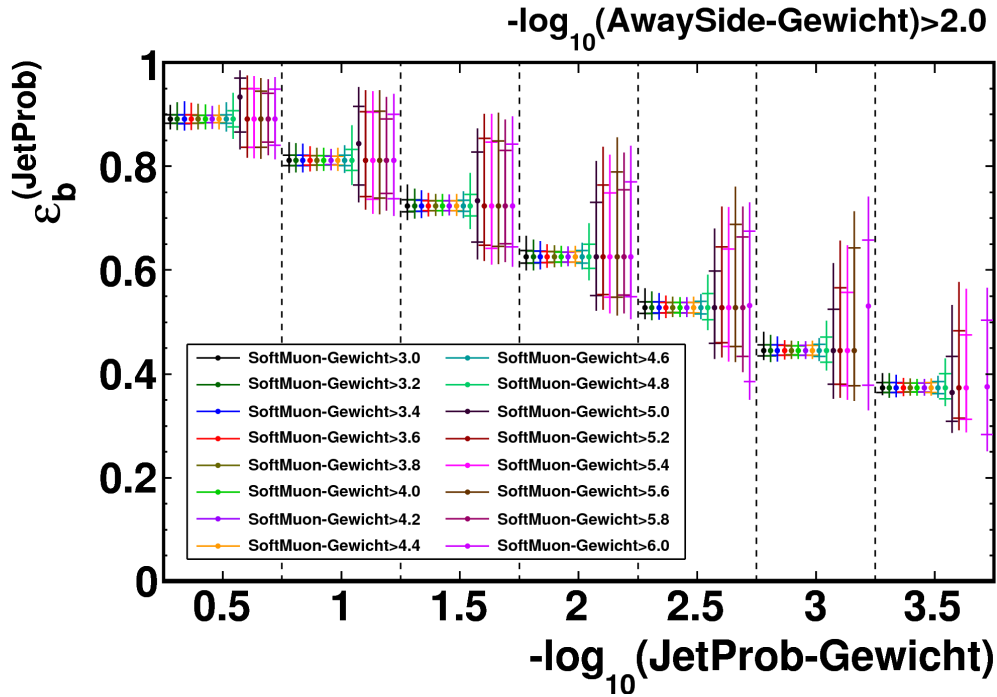 -log10(AwaySide-Gewicht)>2.0
εb(JetProb)
1
0.8
0.6
0.4
0.2
0
SoftMuon-Gewicht>3.0
SoftMuon-Gewicht>3.2
SoftMuon-Gewicht>3.4
SoftMuon-Gewicht>3.6
SoftMuon-Gewicht>3.8
SoftMuon-Gewicht>4.0
SoftMuon-Gewicht>4.2
SoftMuon-Gewicht>4.4
SoftMuon-Gewicht>4.6
SoftMuon-Gewicht>4.8
SoftMuon-Gewicht>5.0
SoftMuon-Gewicht>5.2
SoftMuon-Gewicht>5.4
SoftMuon-Gewicht>5.6
SoftMuon-Gewicht>5.8
SoftMuon-Gewicht>6.0
0.5 1 1.5 2 2.5 3 3.5
-log10(JetProb-Gewicht)